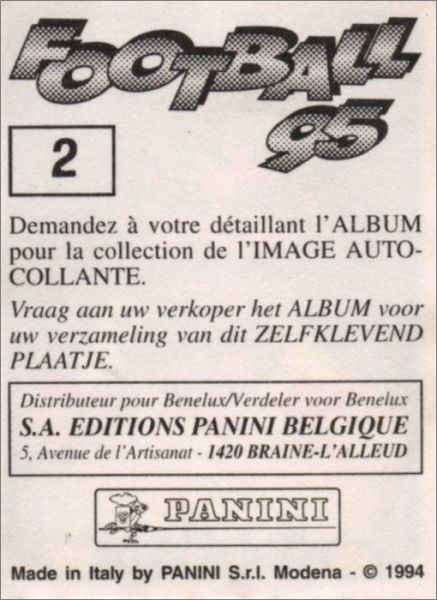 FOOTBALL
95
2
Demandez à votre détaillant l'ALBUM
pour la collection de l'IMAGE AUTO-
COLLANTE.
Vraag aan uw verkoper het ALBUM voor
uw verzameling van dit ZELFKLEVEND
PLAATJE.
Distributeur pour Benelux/Verdeler voor Benelux
S.A. EDITIONS PANINI BELGIQUE
5, Avenue de l'Artisanat - 1420 BRAINE-L'ALLEUD
PANINI
Made in Italy by PANINI S.r.l. Modena - © 1994